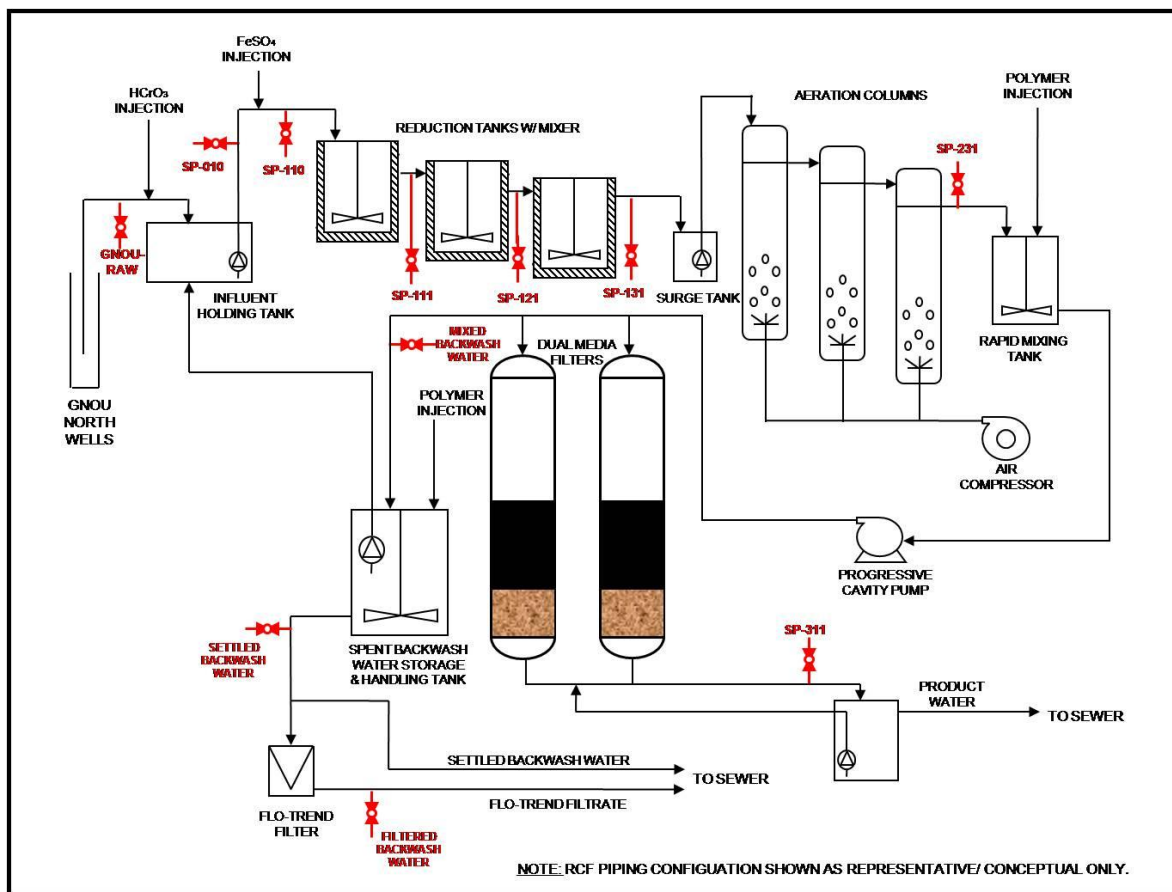 FeSO₄
INJECTION
HCrO₃
INJECTION
POLYMER
INJECTION
AERATION COLUMNS
REDUCTION TANKS W/ MIXER
SP-010
SP-110
SP-231
GNOU-
RAW
INFLUENT
HOLDING TANK
SP-111
SP-121
SP-131
SURGE TANK
RAPID MIXING
TANK
MIXED
BACKWASH
WATER
DUAL MEDIA
FILTERS
GNOU
NORTH
WELLS
POLYMER
INJECTION
AIR
COMPRESSOR
PROGRESSIVE
CAVITY PUMP
SETTLED
BACKWASH
WATER
SPENT BACKWASH
WATER STORAGE
& HANDLING TANK
SP-311
PRODUCT
WATER
TO SEWER
SETTLED BACKWASH WATER
TO SEWER
FLO-TREND FILTRATE
FLO-TREND
FILTER
FILTERED
BACKWASH
WATER
NOTE: RCF PIPING CONFIGUATION SHOWN AS REPRESENTATIVE/ CONCEPTUAL ONLY.